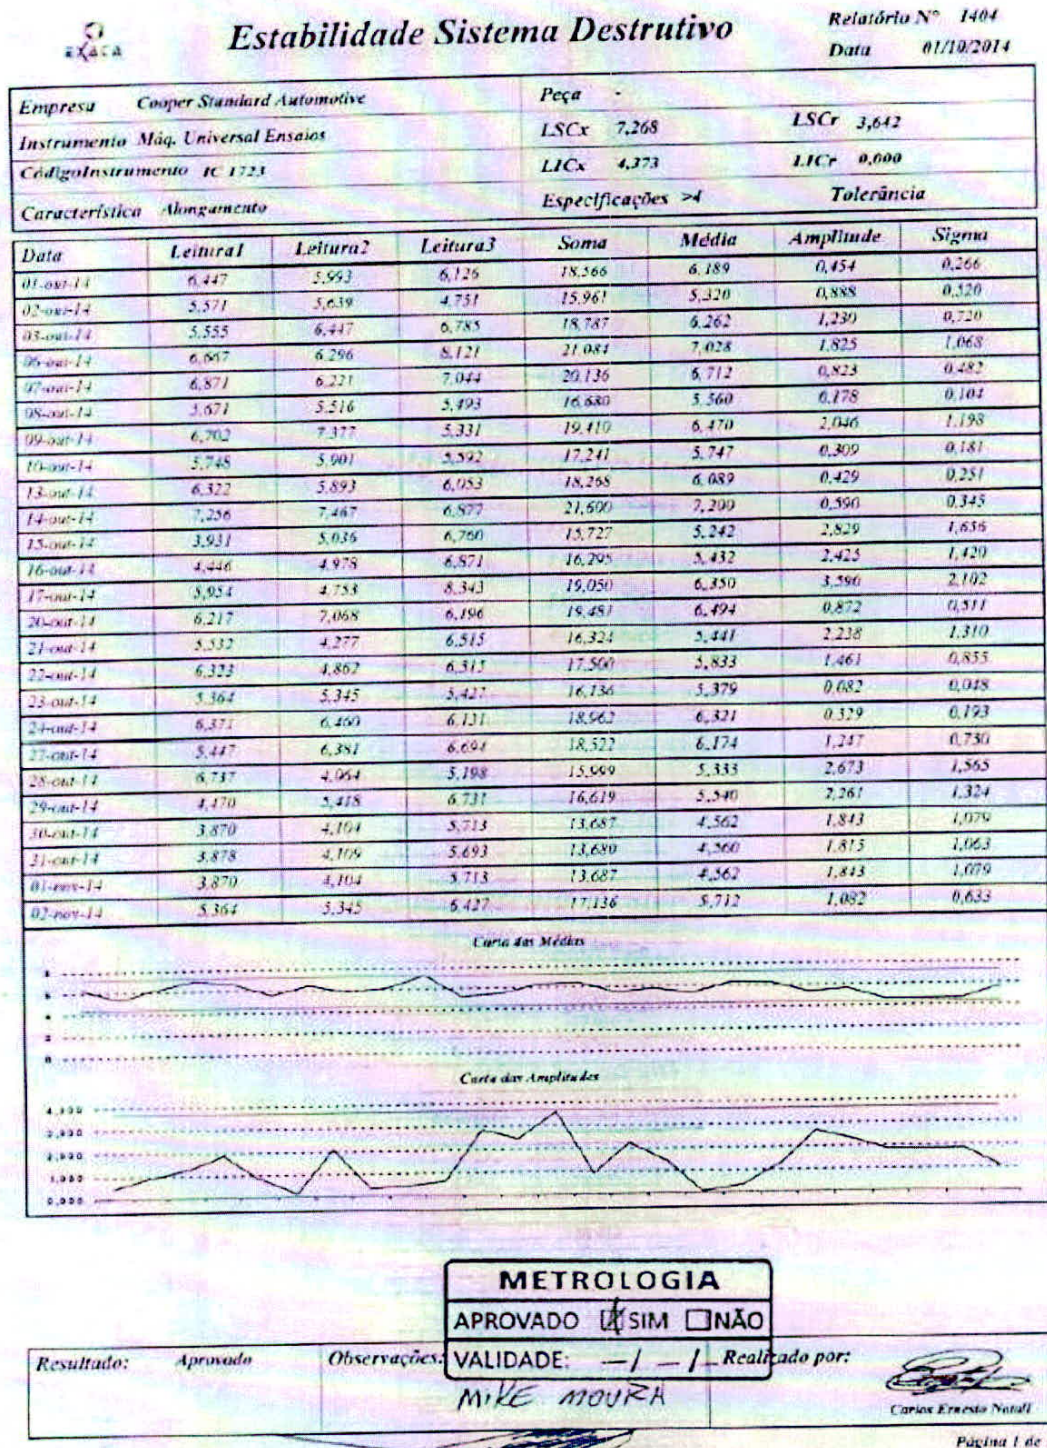 EXACA
Estabilidade Sistema Destrutivo
Relatório Nº 1404
Data 01/10/2014
Empresa Cooper Standard Automotive Peça -
Instrumento Máq. Universal Ensaios LSCx 7,268 LSCr 3,642
CódigoInstrumento IC 1723 LICx 4,373 LICr 0,000
Característica Alongamento Especificações >4 Tolerância
Data Leitura1 Leitura2 Leitura3 Soma Média Amplitude Sigma
01-out-14 6,447 5,993 6,126 18,566 6,189 0,454 0,266
02-out-14 5,571 5,639 4,751 15,961 5,320 0,888 0,520
03-out-14 5,555 6,447 6,785 18,787 6,262 1,230 0,720
06-out-14 6,667 6,296 8,121 21,084 7,028 1,825 1,068
07-out-14 6,871 6,221 7,044 20,136 6,712 0,823 0,482
08-out-14 5,671 5,516 5,493 16,680 5,560 0,178 0,104
09-out-14 6,702 7,377 5,331 19,410 6,470 2,046 1,198
10-out-14 5,748 5,901 5,592 17,241 5,747 0,309 0,181
13-out-14 6,322 5,893 6,053 18,268 6,089 0,429 0,251
14-out-14 7,256 7,467 6,877 21,600 7,200 0,590 0,345
15-out-14 3,931 5,036 6,760 15,727 5,242 2,829 1,656
16-out-14 4,446 4,978 6,871 16,295 5,432 2,425 1,420
17-out-14 5,954 4,753 8,343 19,050 6,350 3,590 2,102
20-out-14 6,217 7,068 6,196 19,481 6,494 0,872 0,511
21-out-14 5,532 4,277 6,515 16,324 5,441 2,238 1,310
22-out-14 6,323 4,862 6,315 17,500 5,833 1,461 0,855
23-out-14 5,364 5,345 5,427 16,136 5,379 0,082 0,048
24-out-14 6,371 6,460 6,131 18,962 6,321 0,329 0,193
27-out-14 5,447 6,381 6,694 18,522 6,174 1,247 0,730
28-out-14 6,737 4,064 5,198 15,999 5,333 2,673 1,565
29-out-14 4,470 5,418 6,731 16,619 5,540 2,261 1,324
30-out-14 3,870 4,104 5,713 13,687 4,562 1,843 1,079
31-out-14 3,878 4,109 5,693 13,680 4,560 1,815 1,063
01-nov-14 3,870 4,104 5,713 13,687 4,562 1,843 1,079
02-nov-14 5,364 5,345 6,427 17,136 5,712 1,082 0,633
Carta das Médias
8
6
4
2
0
Carta das Amplitudes
4,000
3,000
2,000
1,000
0,000
METROLOGIA
APROVADO SIM NÃO
VALIDADE: - / - / -
Resultado: Aprovado Observações: Realizado por:
MIKE MOURA
Carlos Ernesto Natali
Página 1 de